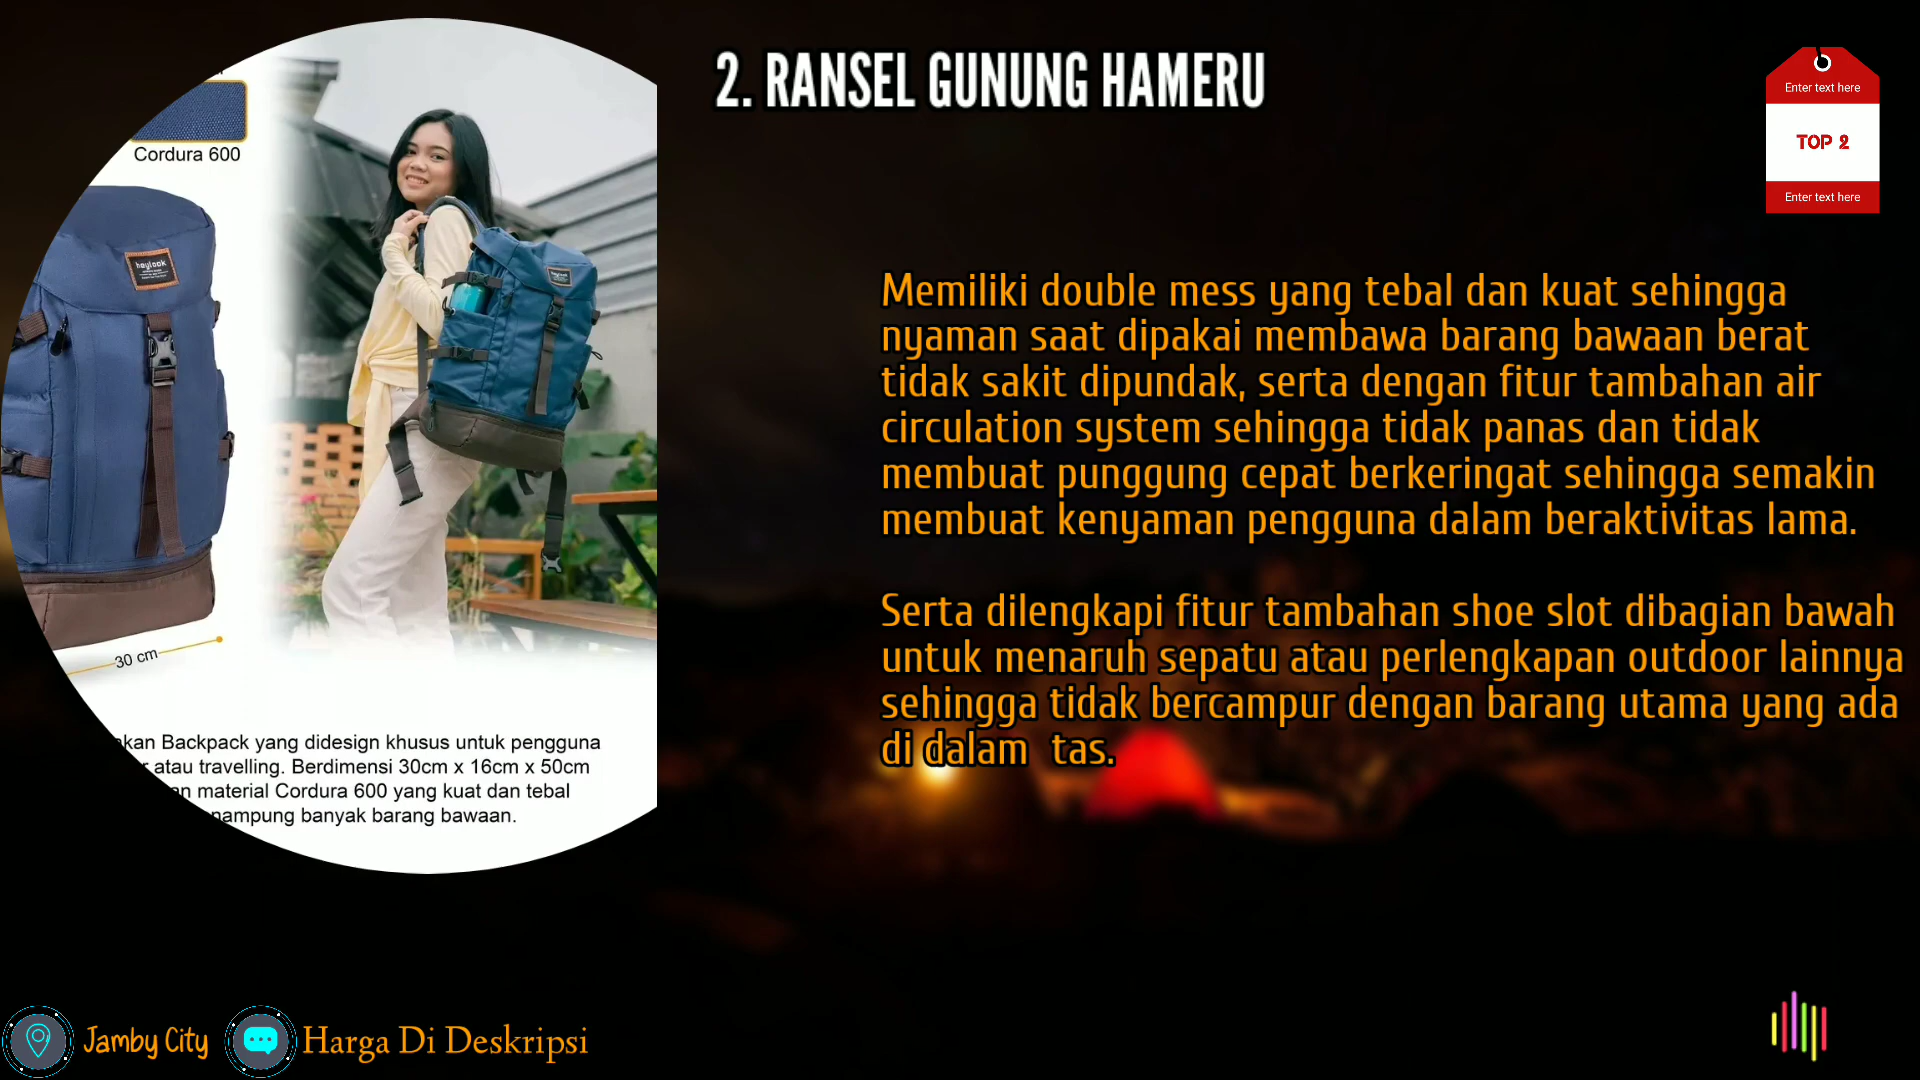 2. RANSEL GUNUNG HAMERU
Enter text here
TOP 2
Enter text here
Cordura 600
heylook
heylook
30 cm
Backpack yang didesign khusus untuk pengguna
atau travelling. Berdimensi 30cm x 16cm x 50cm
material Cordura 600 yang kuat dan tebal
banyak barang bawaan.
Memiliki double mess yang tebal dan kuat sehingga
nyaman saat dipakai membawa barang bawaan berat
tidak sakit dipundak, serta dengan fitur tambahan air
circulation system sehingga tidak panas dan tidak
membuat punggung cepat berkeringat sehingga semakin
membuat kenyaman pengguna dalam beraktivitas lama.
Serta dilengkapi fitur tambahan shoe slot dibagian bawah
untuk menaruh sepatu atau perlengkapan outdoor lainnya
sehingga tidak bercampur dengan barang utama yang ada
di dalam tas.
Jamby City
Harga Di Deskripsi